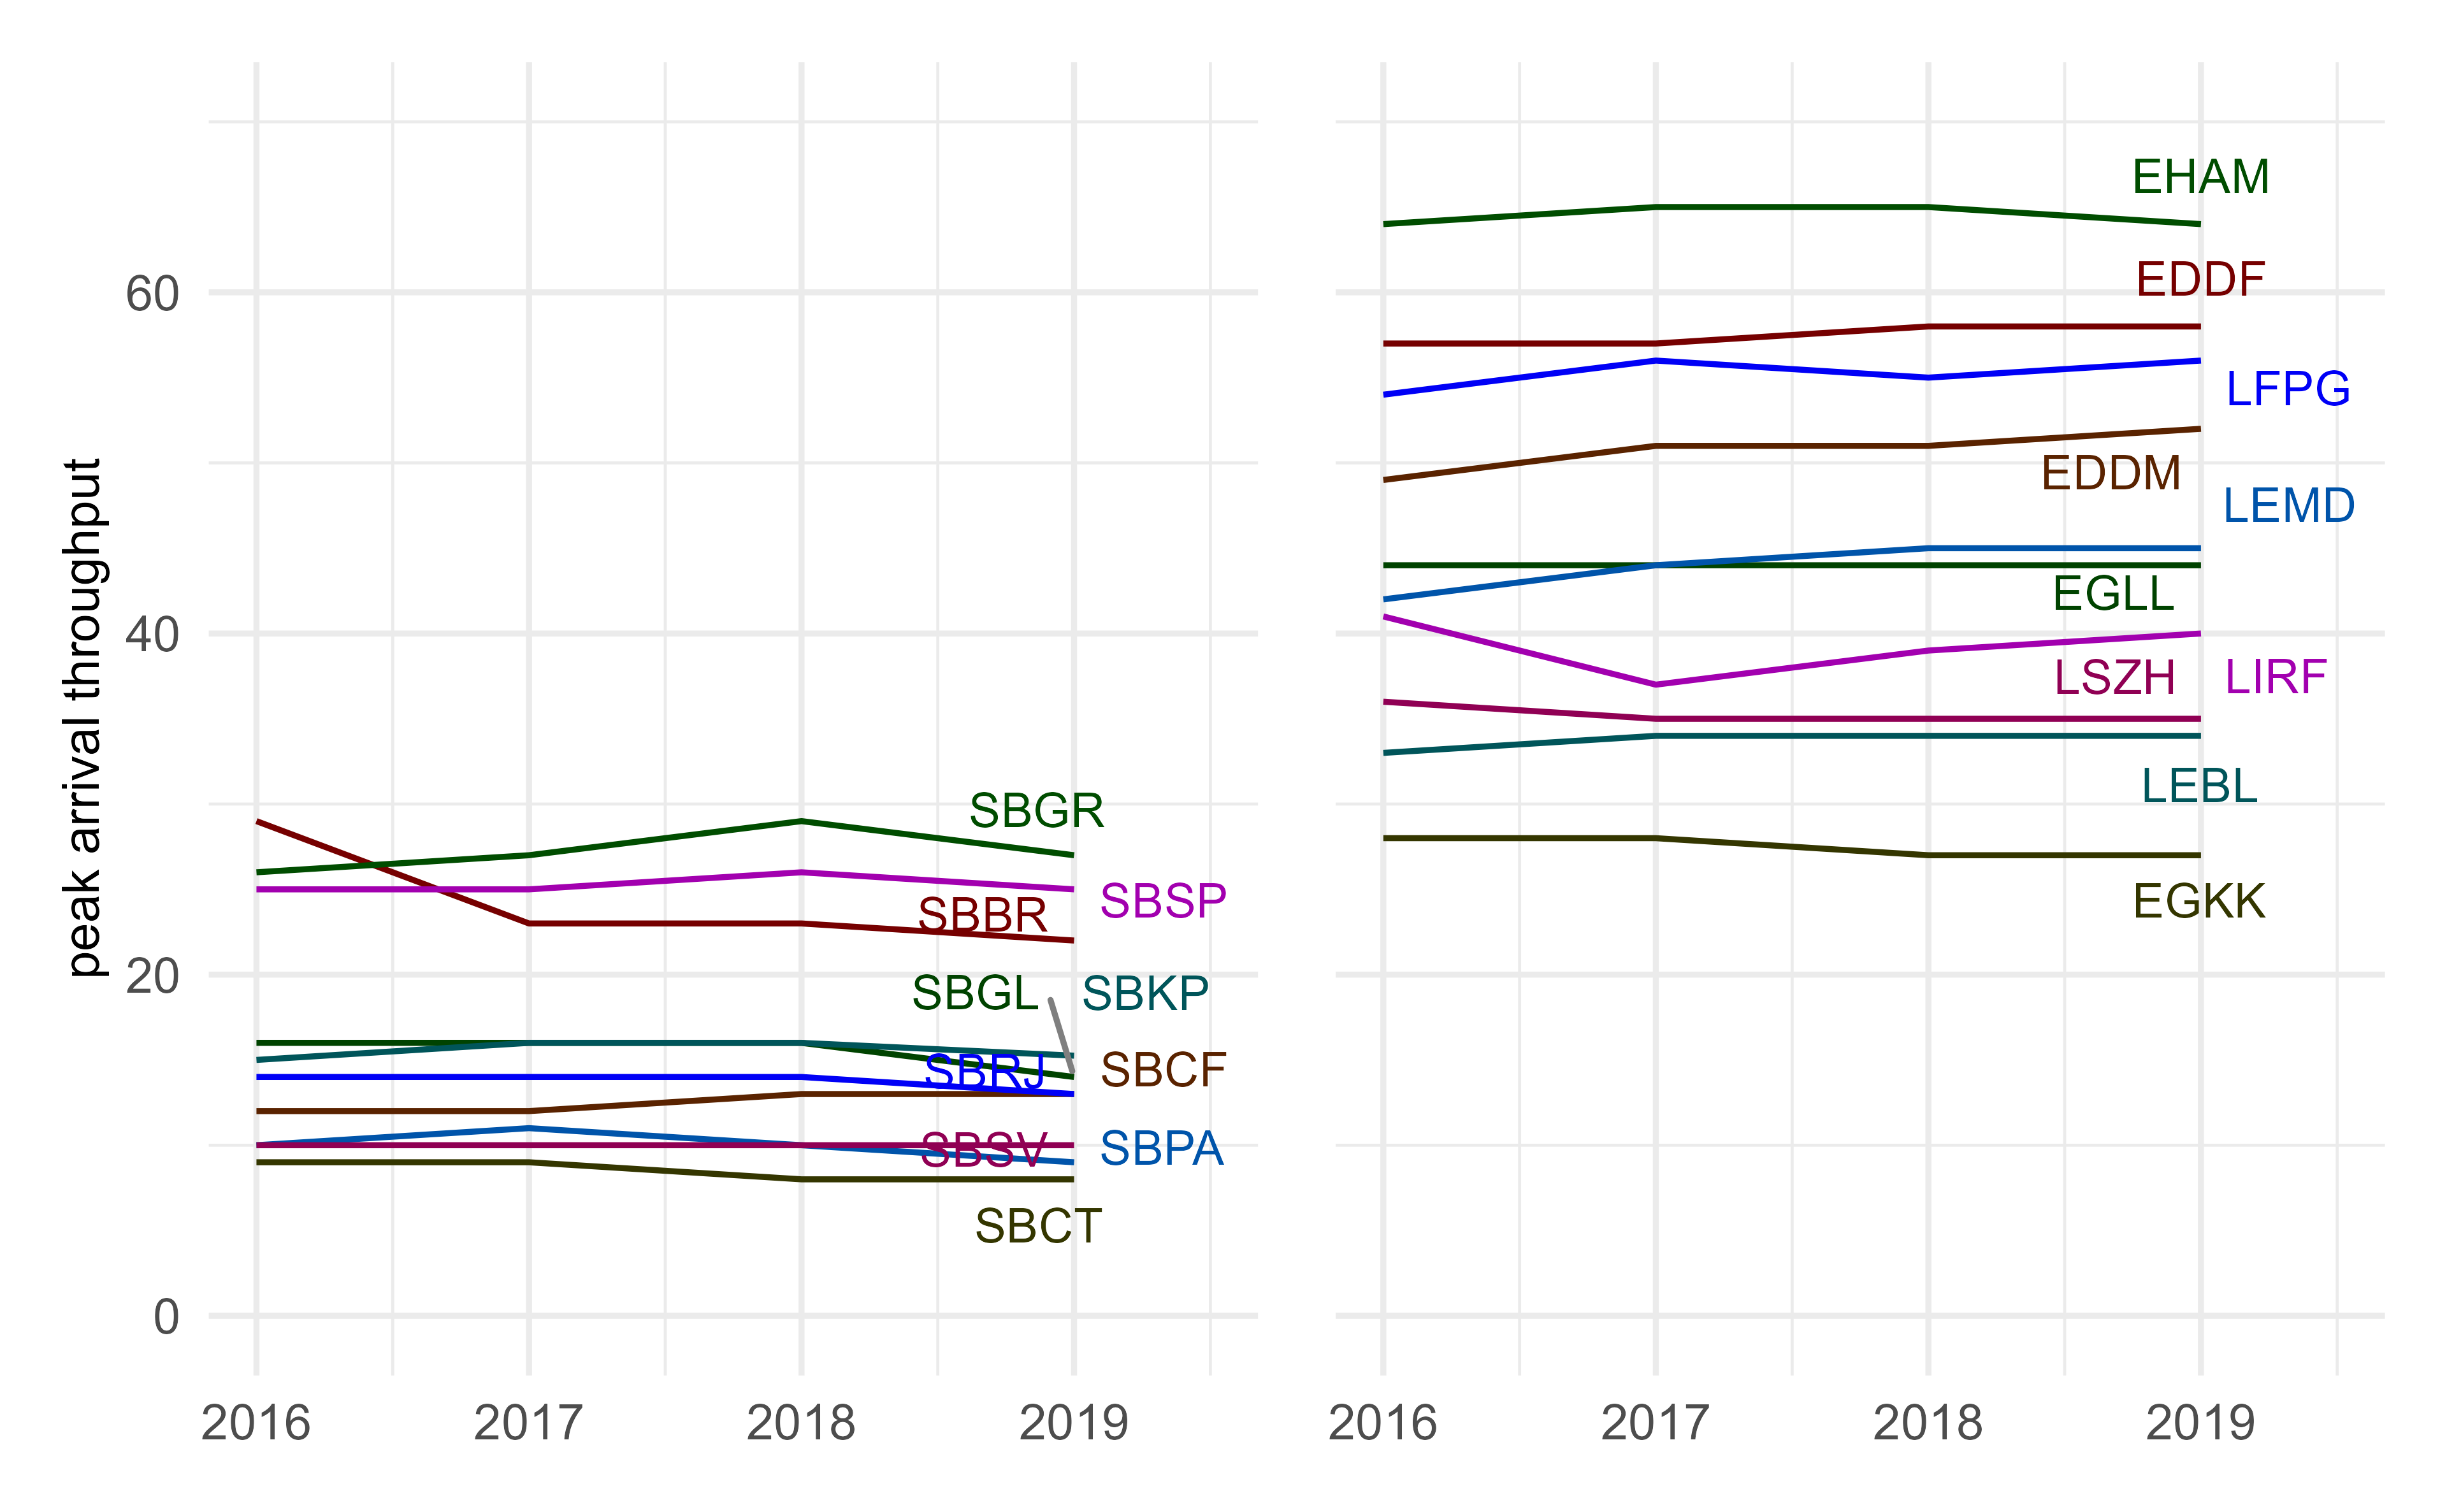 peak arrival throughput
60
40
20
0
SBGR
SBSP
SBBR
SBGL
SBKP
SBRJ
SBCF
SBSV
SBPA
SBCT
2016 2017 2018 2019
EHAM
EDDF
LFPG
EDDM
LEMD
EGLL
LSZH LIRF
LEBL
EGKK
2016 2017 2018 2019